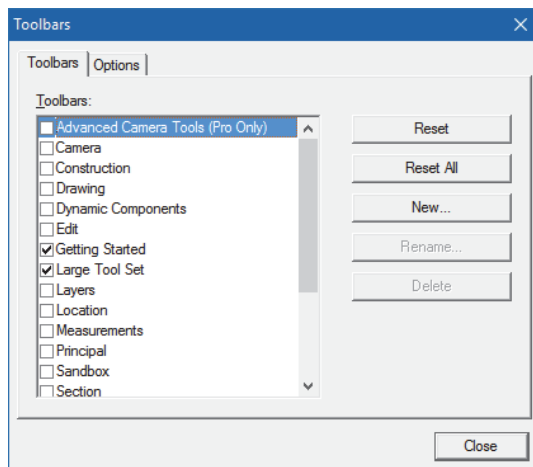 Toolbars
Toolbars
Options
Toolbars:
Advanced Camera Tools (Pro Only)
Camera
Construction
Drawing
Dynamic Components
Edit
Getting Started
Large Tool Set
Layers
Location
Measurements
Principal
Sandbox
Section
Reset
Reset All
New...
Rename...
Delete
Close